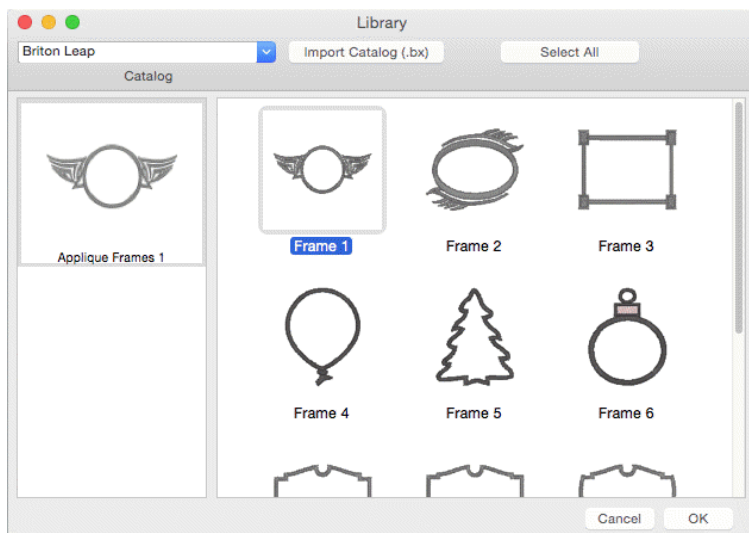 Library
Briton Leap
Import Catalog (.bx)
Select All
Catalog
Applique Frames 1
Frame 1
Frame 2
Frame 3
Frame 4
Frame 5
Frame 6
Cancel
OK